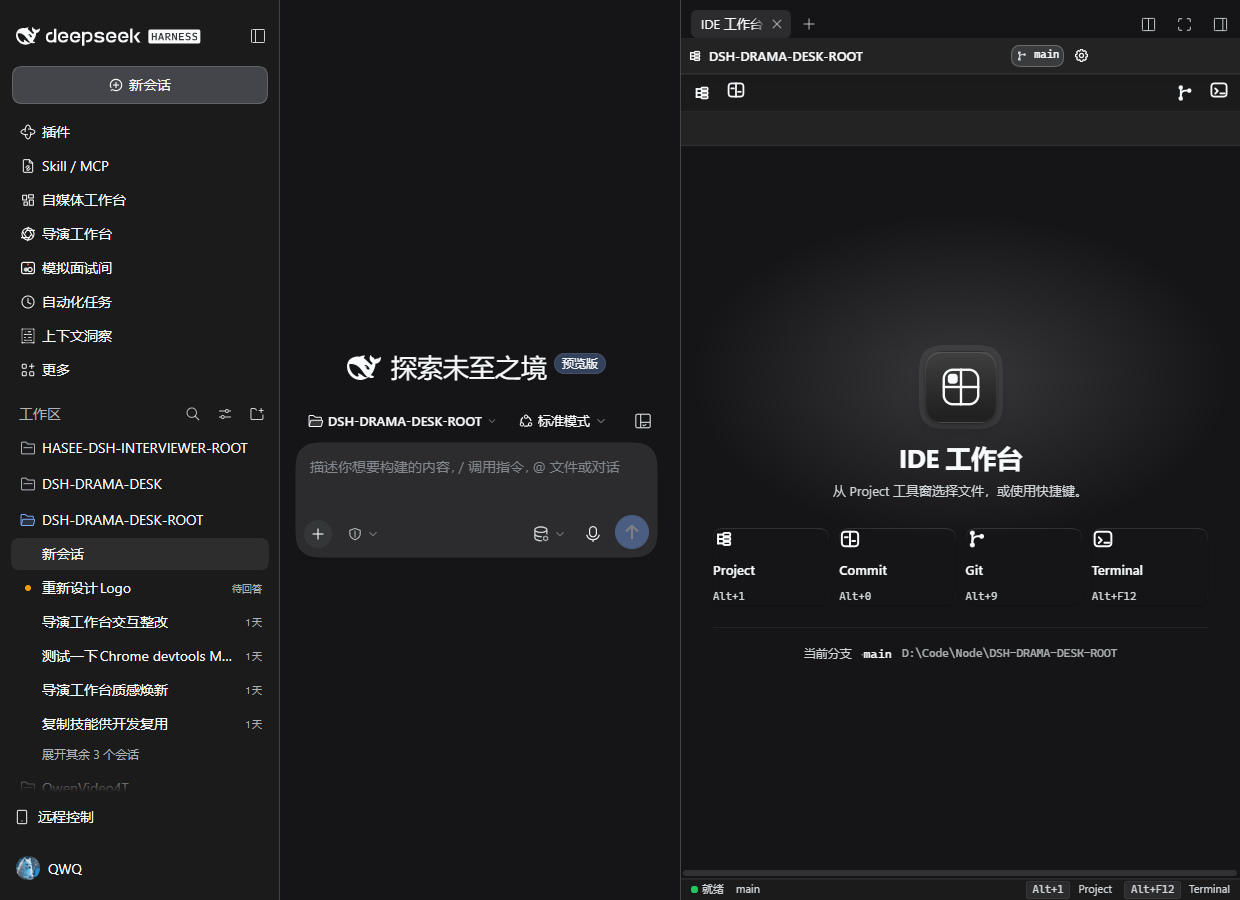 deepseek HARNESS
新会话
插件
Skill / MCP
自媒体工作台
导演工作台
模拟面试间
自动化任务
上下文洞察
更多
工作区
HASEE-DSH-INTERVIEWER-ROOT
DSH-DRAMA-DESK
DSH-DRAMA-DESK-ROOT
新会话
重新设计 Logo 待回答
导演工作台交互整改 1天
测试一下 Chrome devtools M... 1天
导演工作台质感焕新 1天
复制技能供开发复用 1天
展开其余 3 个会话
QwenVideo4T
远程控制
QWQ
探索未至之境 预览版
DSH-DRAMA-DESK-ROOT 标准模式
描述你想要构建的内容, / 调用指令, @ 文件或对话
IDE 工作台
DSH-DRAMA-DESK-ROOT main
IDE 工作台
从 Project 工具窗选择文件，或使用快捷键。
Project Commit Git Terminal
Alt+1 Alt+0 Alt+9 Alt+F12
当前分支 main D:\Code\Node\DSH-DRAMA-DESK-ROOT
就绪 main Alt+1 Project Alt+F12 Terminal